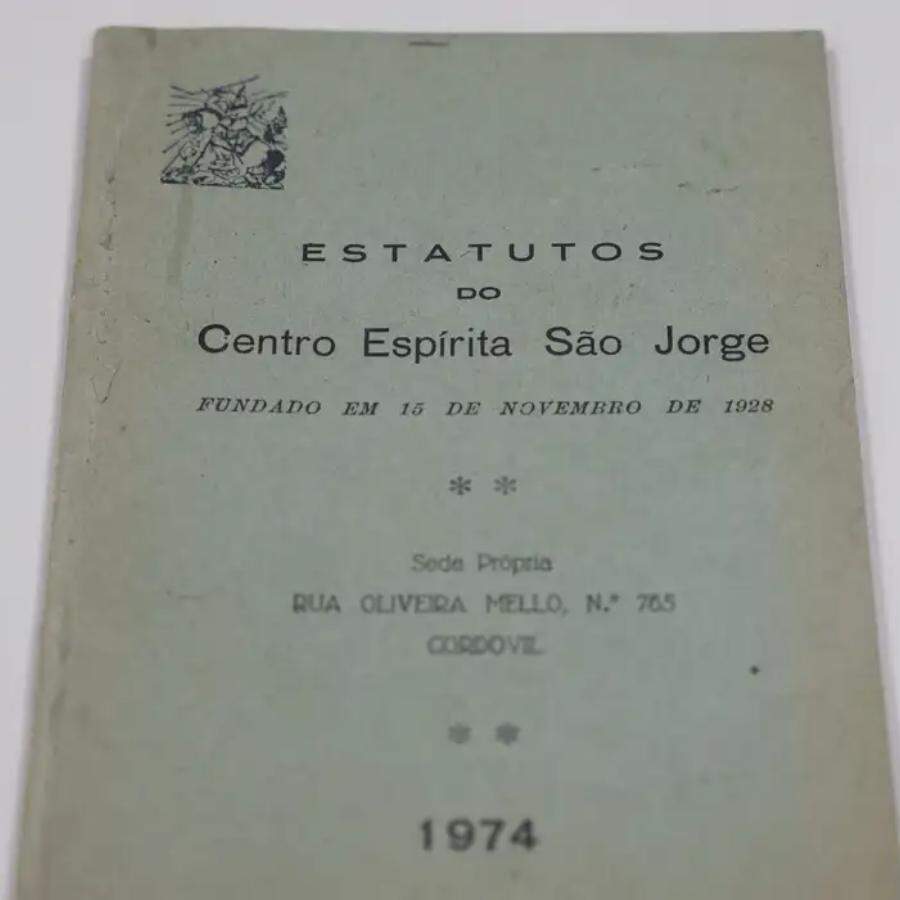 ESTATUTOS
DO
Centro Espírita São Jorge
FUNDADO EM 15 DE NOVEMBRO DE 1928
* *
Sede Própria
RUA OLIVEIRA MELLO, N.º 765
CORDOVIL
* *
1974